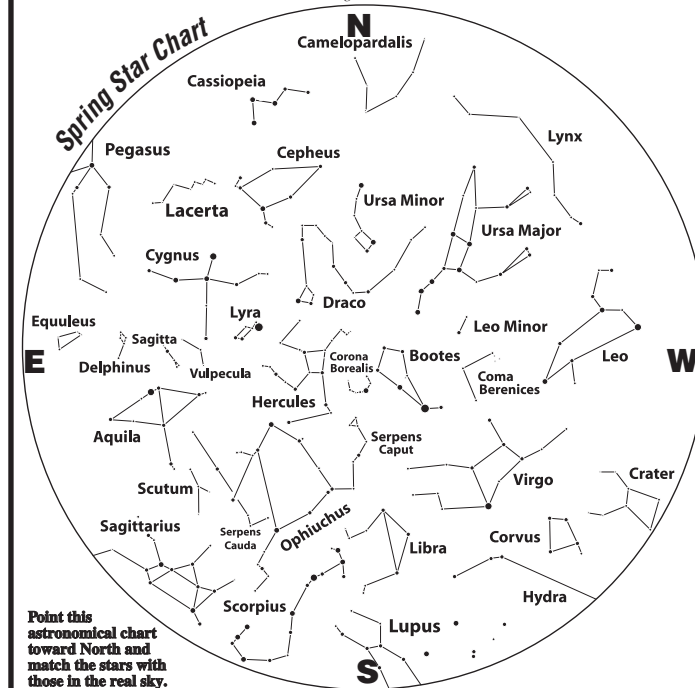 N
Camelopardalis
Spring Star Chart
Cassiopeia
Lynx
Pegasus
Cepheus
Lacerta
Ursa Minor
Ursa Major
Cygnus
Draco
Equuleus
Lyra
Leo Minor
Sagitta
E
Delphinus
Vulpecula
Corona
Borealis
Bootes
Leo
W
Coma
Berenices
Hercules
Aquila
Serpens
Caput
Scutum
Virgo
Crater
Sagittarius
Serpens
Cauda
Ophiuchus
Libra
Corvus
Scorpius
Hydra
Lupus
S
Point this
astronomical chart
toward North and
match the stars with
those in the real sky.